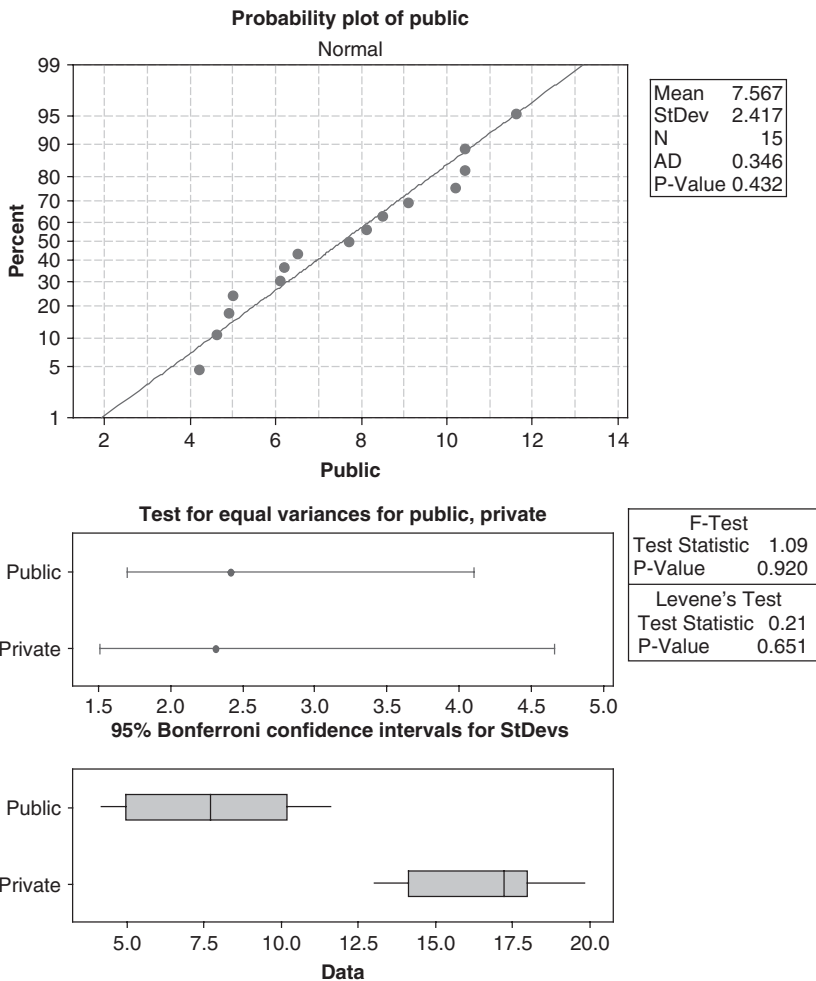 Probability plot of public
Normal
99
95
90
80
70
60
50
40
30
20
10
5
1
Percent
2 4 6 8 10 12 14
Public
Mean 7.567
StDev 2.417
N 15
AD 0.346
P-Value 0.432
Test for equal variances for public, private
Public
Private
1.5 2.0 2.5 3.0 3.5 4.0 4.5 5.0
95% Bonferroni confidence intervals for StDevs
F-Test
Test Statistic 1.09
P-Value 0.920
Levene's Test
Test Statistic 0.21
P-Value 0.651
Public
Private
5.0 7.5 10.0 12.5 15.0 17.5 20.0
Data